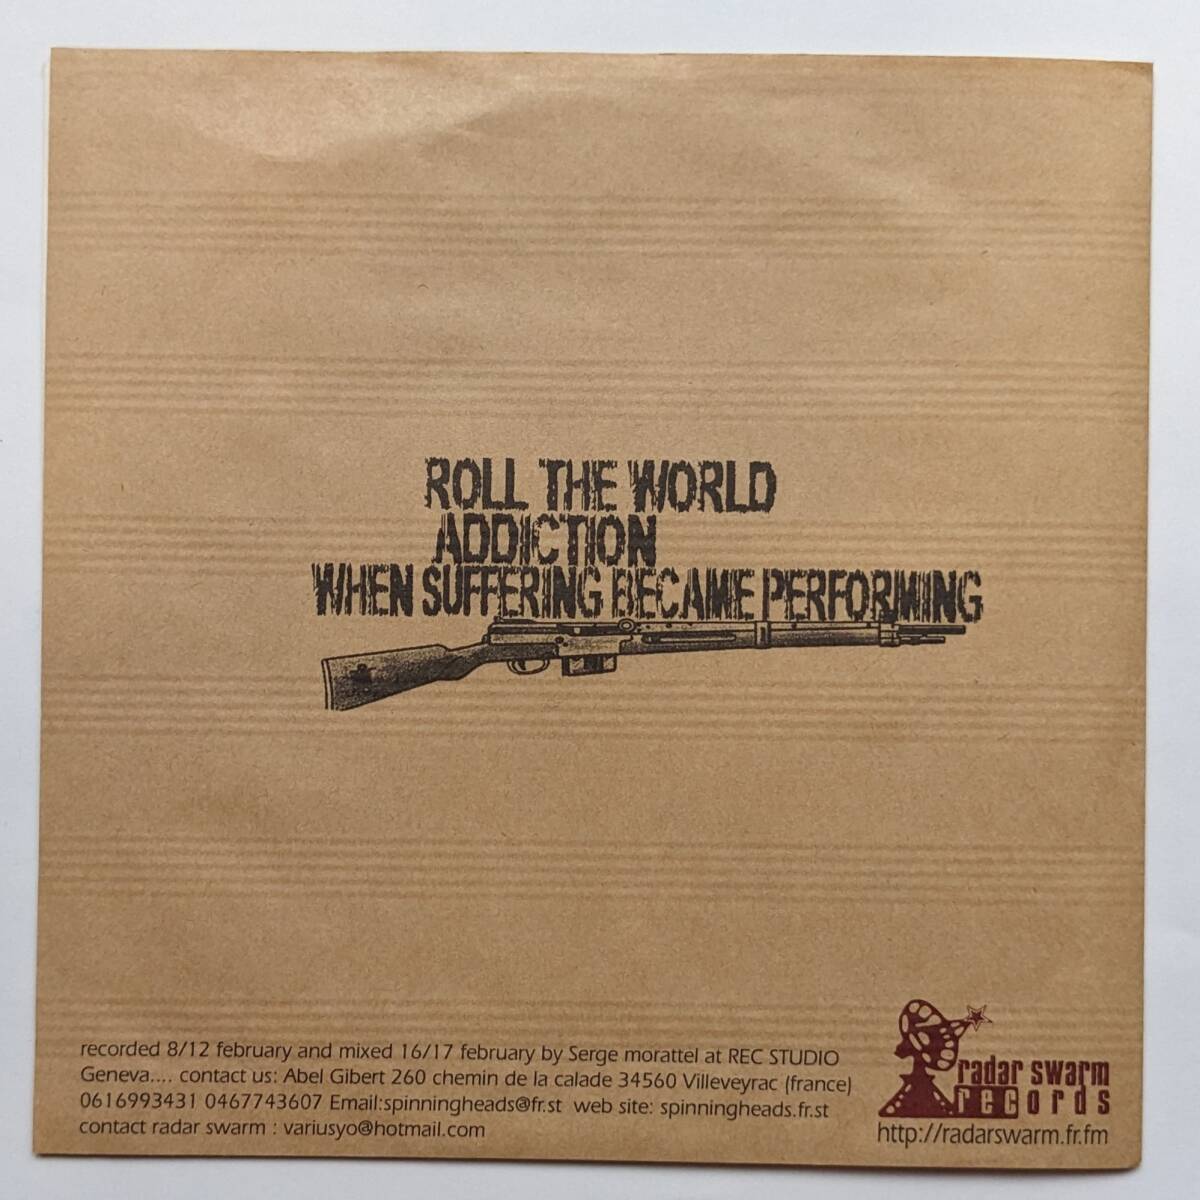 ROLL THE WORLD
ADDICTION
WHEN SUFFERING BECAME PERFORMING
recorded 8/12 february and mixed 16/17 february by Serge morattel at REC STUDIO
Geneva.... contact us: Abel Gibert 260 chemin de la calade 34560 Villeveyrac (france)
0616993431 0467743607 Email:spinningheads@fr.st web site: spinningheads.fr.st
contact radar swarm : variusyo@hotmail.com
radar swarm
records
http://radarswarm.fr.fm